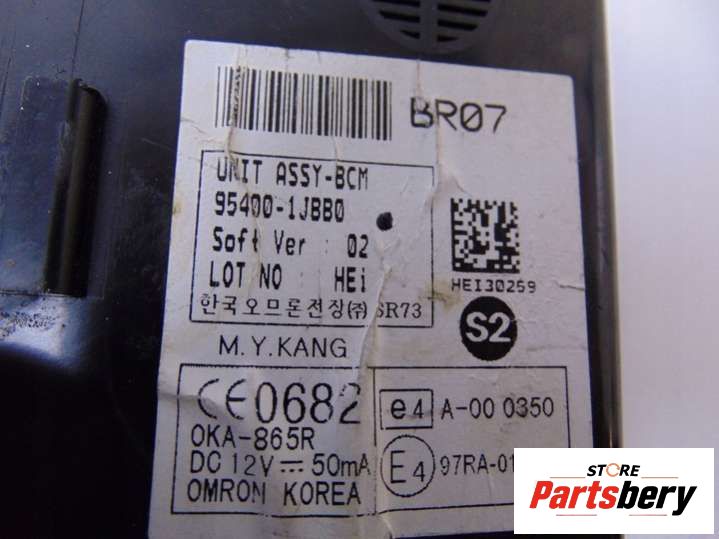 BR07
UNIT ASSY-BCM
95400-1JBB0
Soft Ver : 02
LOT NO : HEi
한국오므론전장(주) SR73
HEI30259
S2
M.Y.KANG
CE0682
OKA-865R
DC 12V 50mA
OMRON KOREA
e4 A-00 0350
E4 97RA-01
STORE
Partsbery